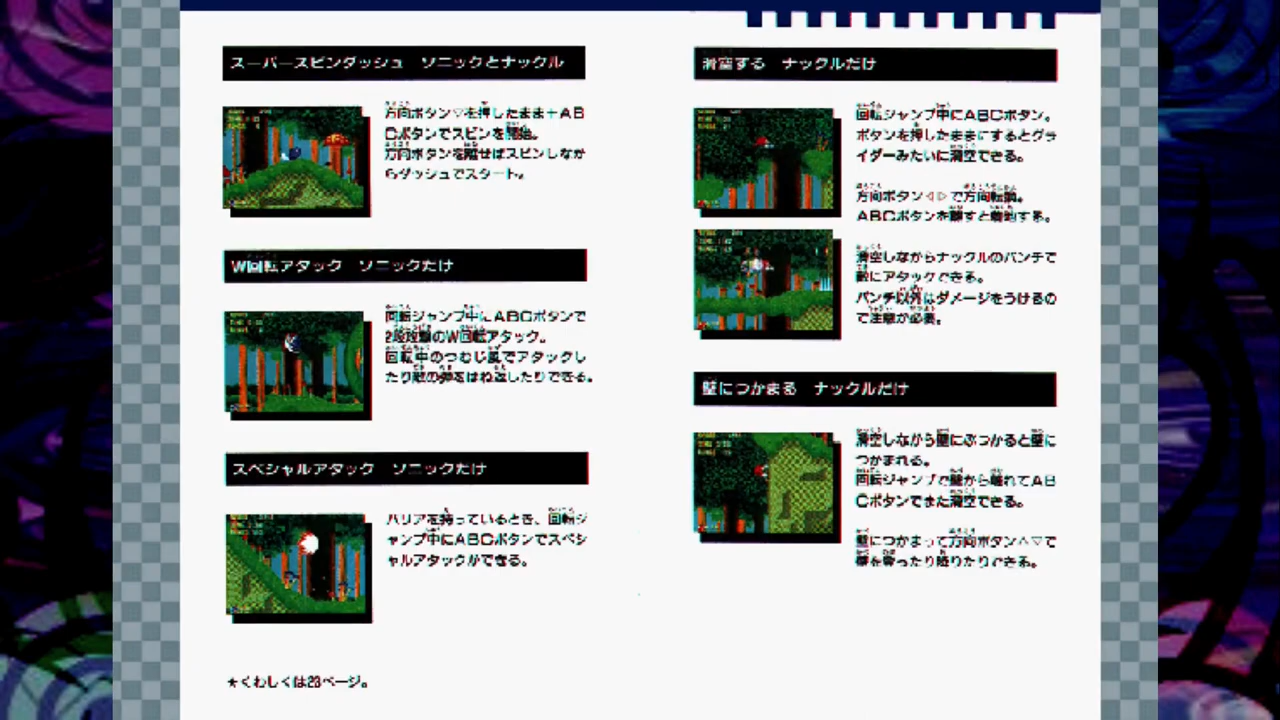 スーパースピンダッシュ　ソニックとナックル
方向ボタン▽を押したまま＋AB
Cボタンでスピンを開始。
方向ボタンを離せばスピンしなが
らダッシュでスタート。
W回転アタック　ソニックだけ
回転ジャンプ中にABCボタンで
2段攻撃のW回転アタック。
回転中のつむじ風でアタックし
たり敵の弾をはね返したりできる。
スペシャルアタック　ソニックだけ
バリアを持っているとき、回転ジ
ャンプ中にABCボタンでスペシ
ャルアタックができる。
★くわしくは23ページ。
滑空する　ナックルだけ
回転ジャンプ中にABCボタン。
ボタンを押したままにするとグラ
イダーみたいに滑空できる。
方向ボタン◁▷で方向転換。
ABCボタンを離すと着地する。
滑空しながらナックルのパンチで
敵にアタックできる。
パンチ以外はダメージをうけるの
で注意が必要。
壁につかまる　ナックルだけ
滑空しながら壁にぶつかると壁に
つかまれる。
回転ジャンプで壁から離れてAB
Cボタンでまた滑空できる。
壁につかまって方向ボタン△▽で
壁を登ったり降りたりできる。